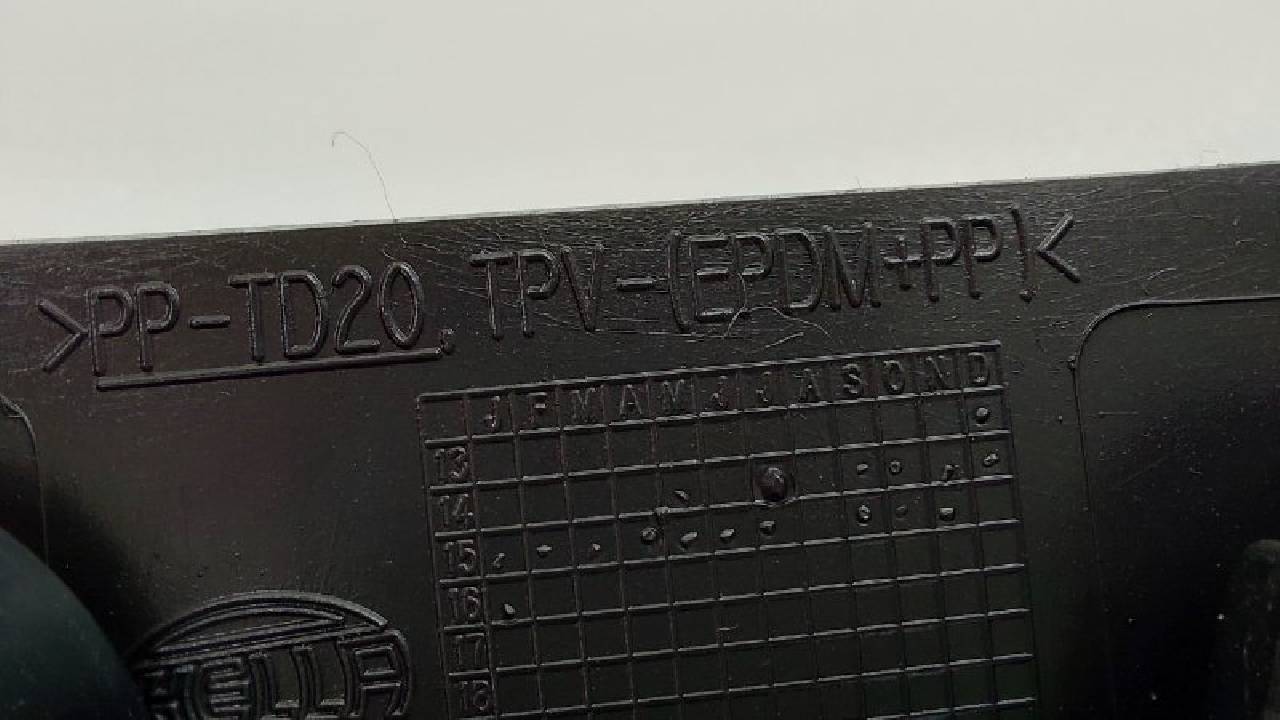 >PP-TD20, TPV-(EPDM+PP)<
J F M A M J J A S O N D
13
14
15
16
17
18
HELLA